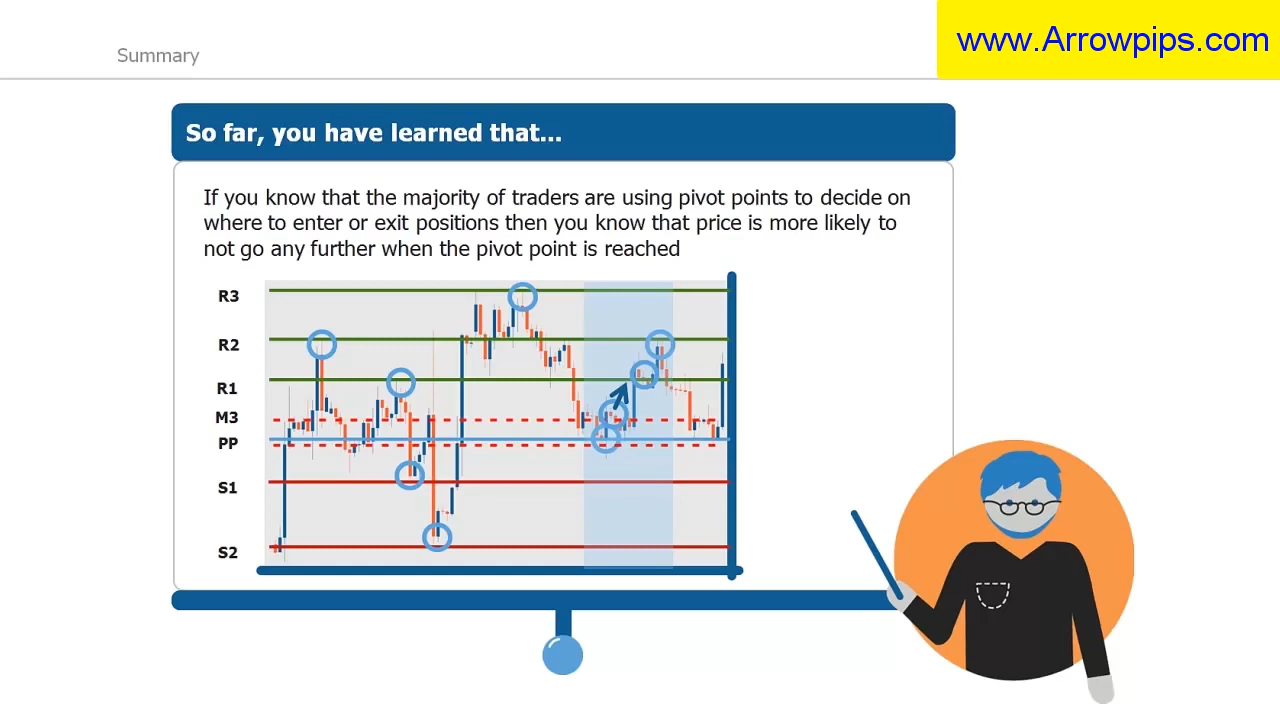 Summary
www.Arrowpips.com
So far, you have learned that...
If you know that the majority of traders are using pivot points to decide on
where to enter or exit positions then you know that price is more likely to
not go any further when the pivot point is reached
R3
R2
R1
M3
PP
S1
S2